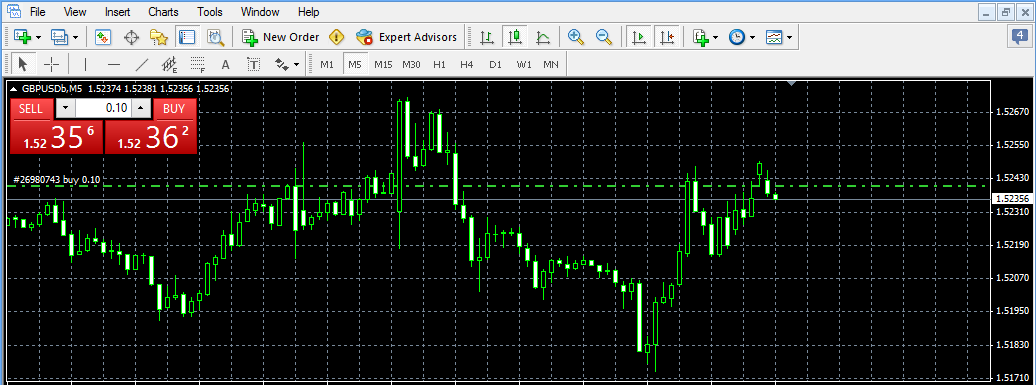 File View Insert Charts Tools Window Help
New Order Expert Advisors 4
A T M1 M5 M15 M30 H1 H4 D1 W1 MN
GBPUSDb,M5 1.52374 1.52381 1.52356 1.52356
SELL 0.10 BUY
1.52 35 6 1.52 36 2
#26980743 buy 0.10
1.52670
1.52550
1.52430
1.52356
1.52310
1.52190
1.52070
1.51950
1.51830
1.51710